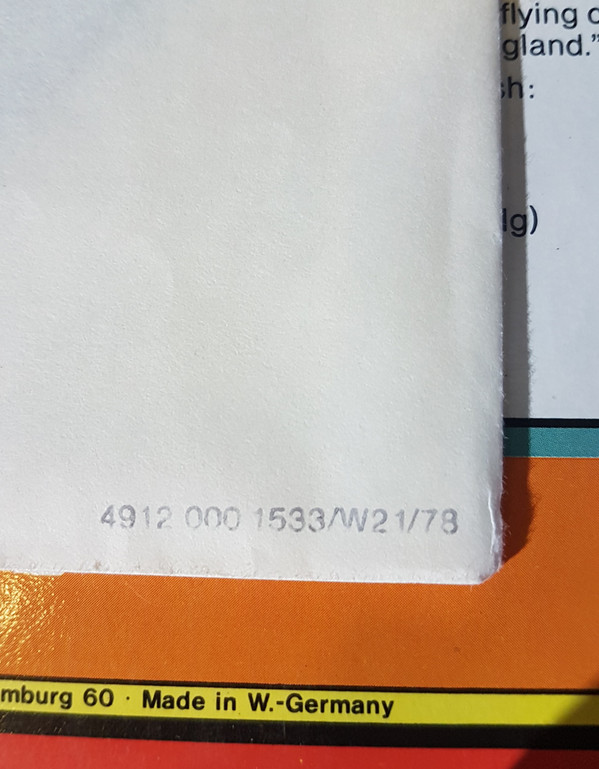 flying
gland.”
h:
lg)
4912 000 1533/W21/78
mburg 60 · Made in W.-Germany